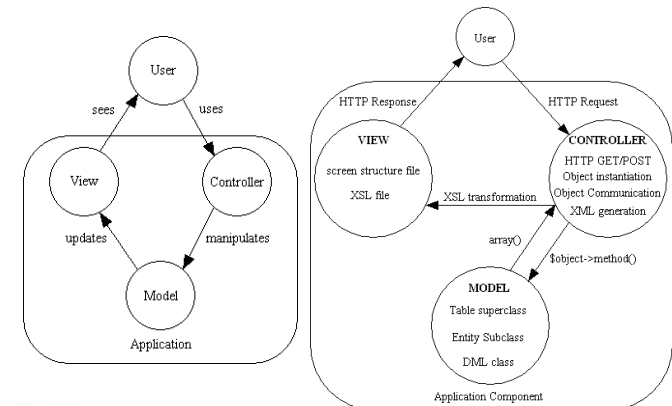 User
sees
uses
View
Controller
updates
manipulates
Model
Application
User
HTTP Response
HTTP Request
VIEW
screen structure file
XSL file
CONTROLLER
HTTP GET/POST
Object instantiation
Object Communication
XML generation
XSL transformation
array()
$object->method()
MODEL
Table superclass
Entity Subclass
DML class
Application Component